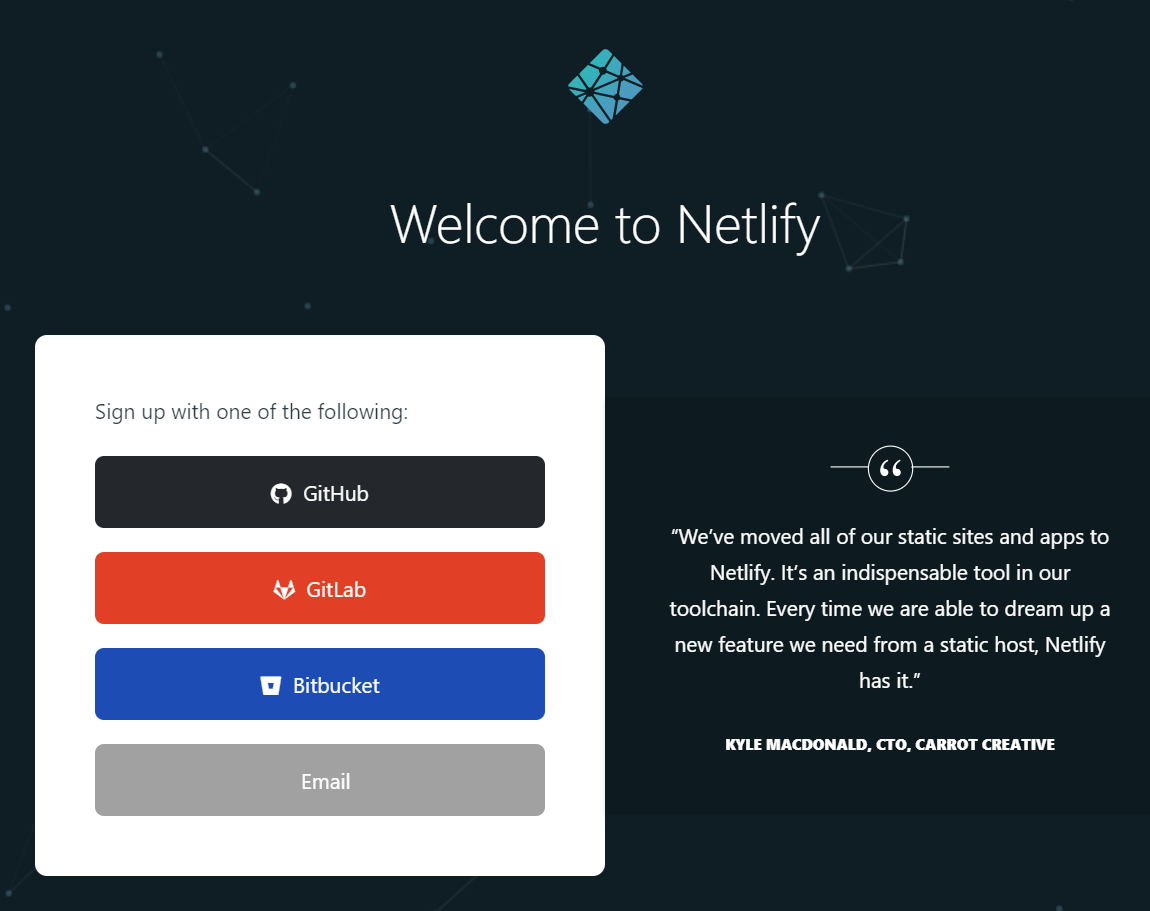 Welcome to Netlify
Sign up with one of the following:
GitHub
GitLab
Bitbucket
Email
“We’ve moved all of our static sites and apps to
Netlify. It’s an indispensable tool in our
toolchain. Every time we are able to dream up a
new feature we need from a static host, Netlify
has it.”
KYLE MACDONALD, CTO, CARROT CREATIVE